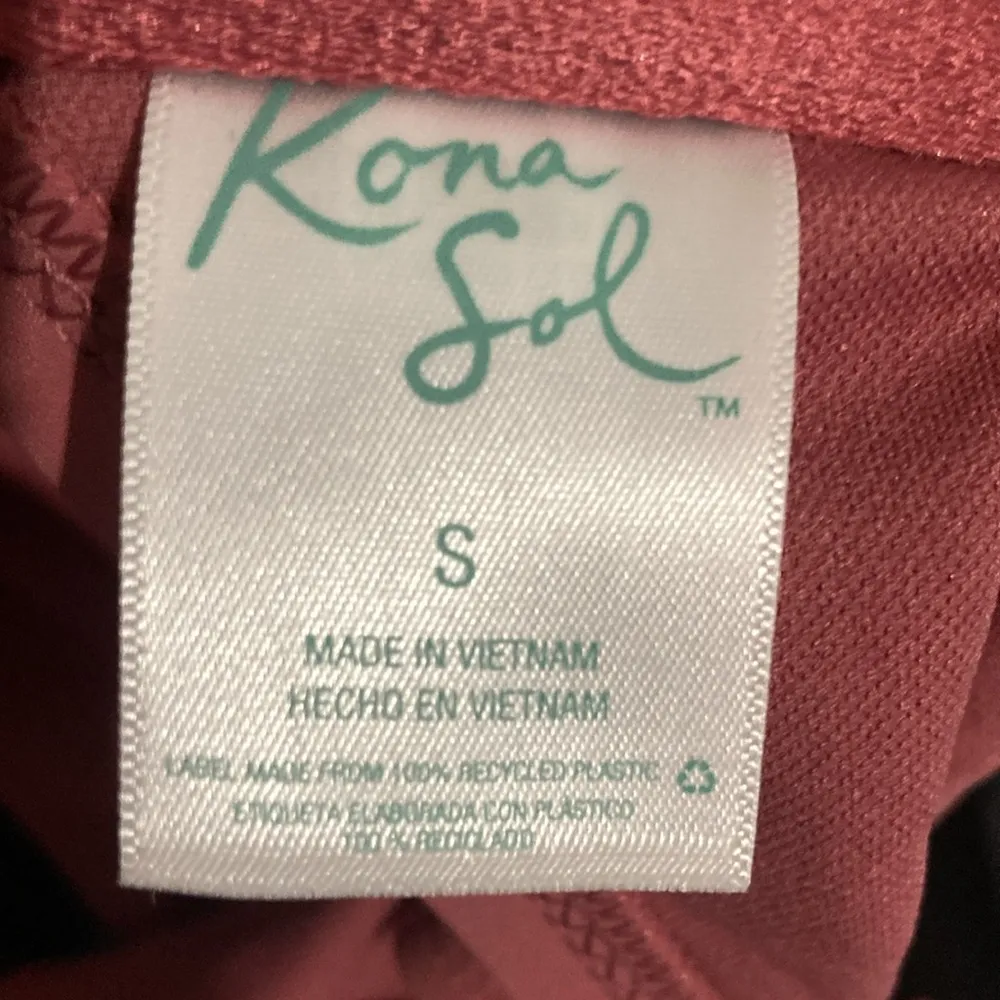 Kona
Sol
TM
S
MADE IN VIETNAM
HECHO EN VIETNAM
LABEL MADE FROM 100% RECYCLED PLASTIC
ETIQUETA ELABORADA CON PLÁSTICO
100 % RECICLADO